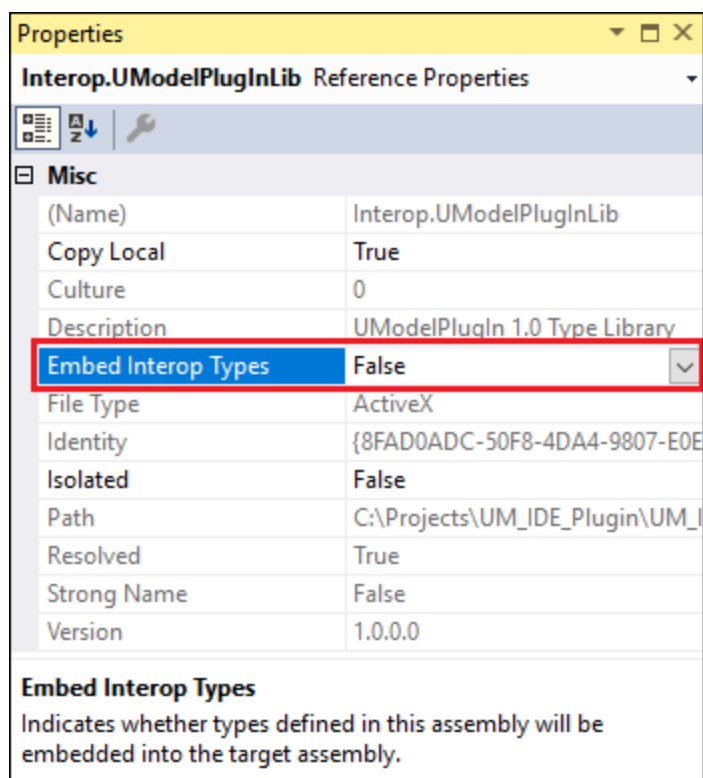 Properties
Interop.UModelPlugInLib Reference Properties
Misc
(Name) Interop.UModelPlugInLib
Copy Local True
Culture 0
Description UModelPlugIn 1.0 Type Library
Embed Interop Types False
File Type ActiveX
Identity {8FAD0ADC-50F8-4DA4-9807-E0E
Isolated False
Path C:\Projects\UM_IDE_Plugin\UM_I
Resolved True
Strong Name False
Version 1.0.0.0
Embed Interop Types
Indicates whether types defined in this assembly will be
embedded into the target assembly.